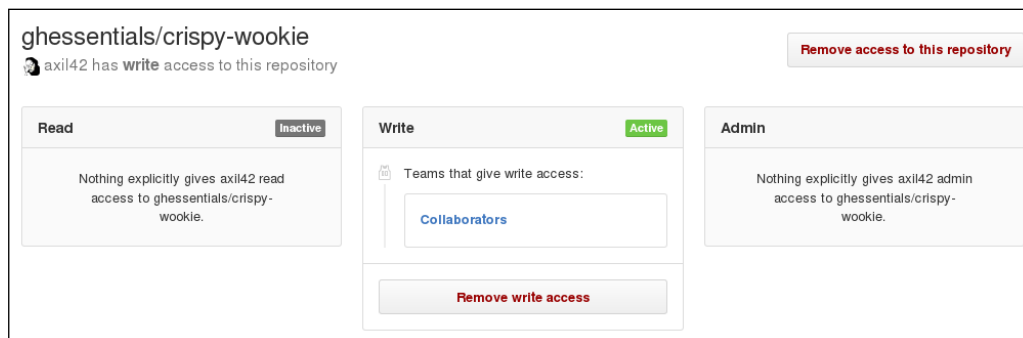 ghessentials/crispy-wookie
Remove access to this repository
axil42 has write access to this repository
Read
Inactive
Nothing explicitly gives axil42 read
access to ghessentials/crispy-
wookie.
Write
Active
Teams that give write access:
Collaborators
Remove write access
Admin
Nothing explicitly gives axil42 admin
access to ghessentials/crispy-
wookie.